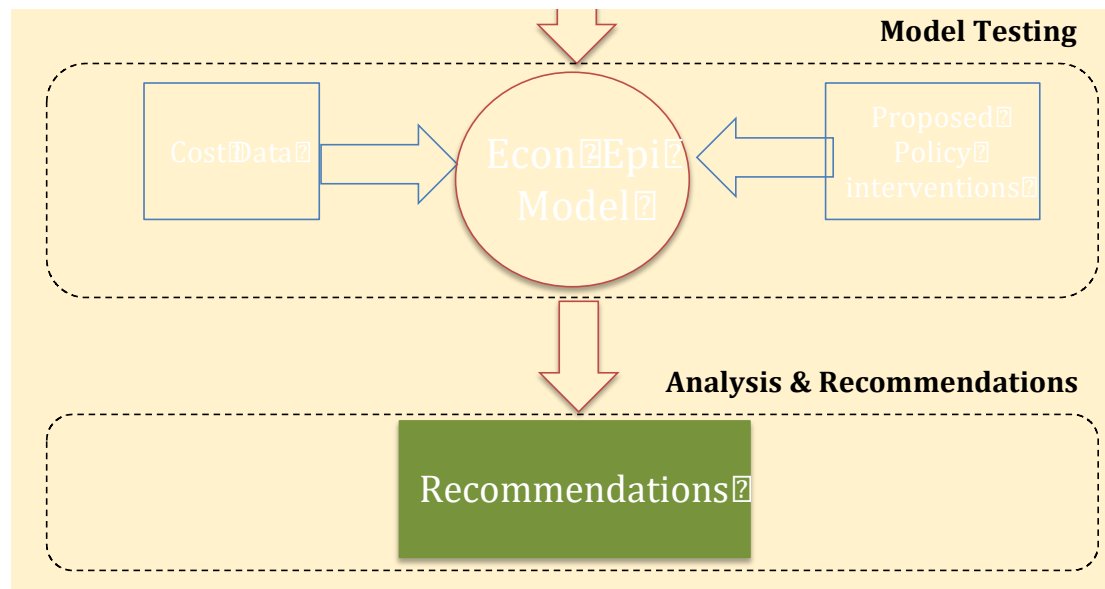 Model Testing
Cost Data
Econ-Epi
Model
Proposed
Policy
interventions
Analysis & Recommendations
Recommendations